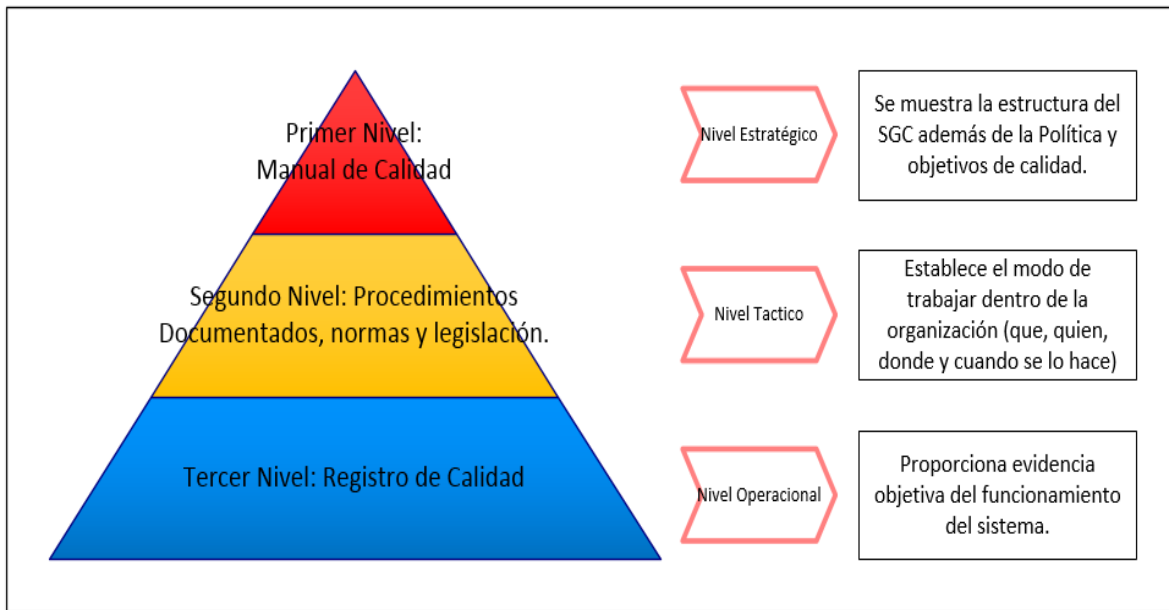 Primer Nivel:
Manual de Calidad
Nivel Estratégico
Se muestra la estructura del
SGC además de la Política y
objetivos de calidad.
Segundo Nivel: Procedimientos
Documentados, normas y legislación.
Nivel Tactico
Establece el modo de
trabajar dentro de la
organización (que, quien,
donde y cuando se lo hace)
Tercer Nivel: Registro de Calidad
Nivel Operacional
Proporciona evidencia
objetiva del funcionamiento
del sistema.